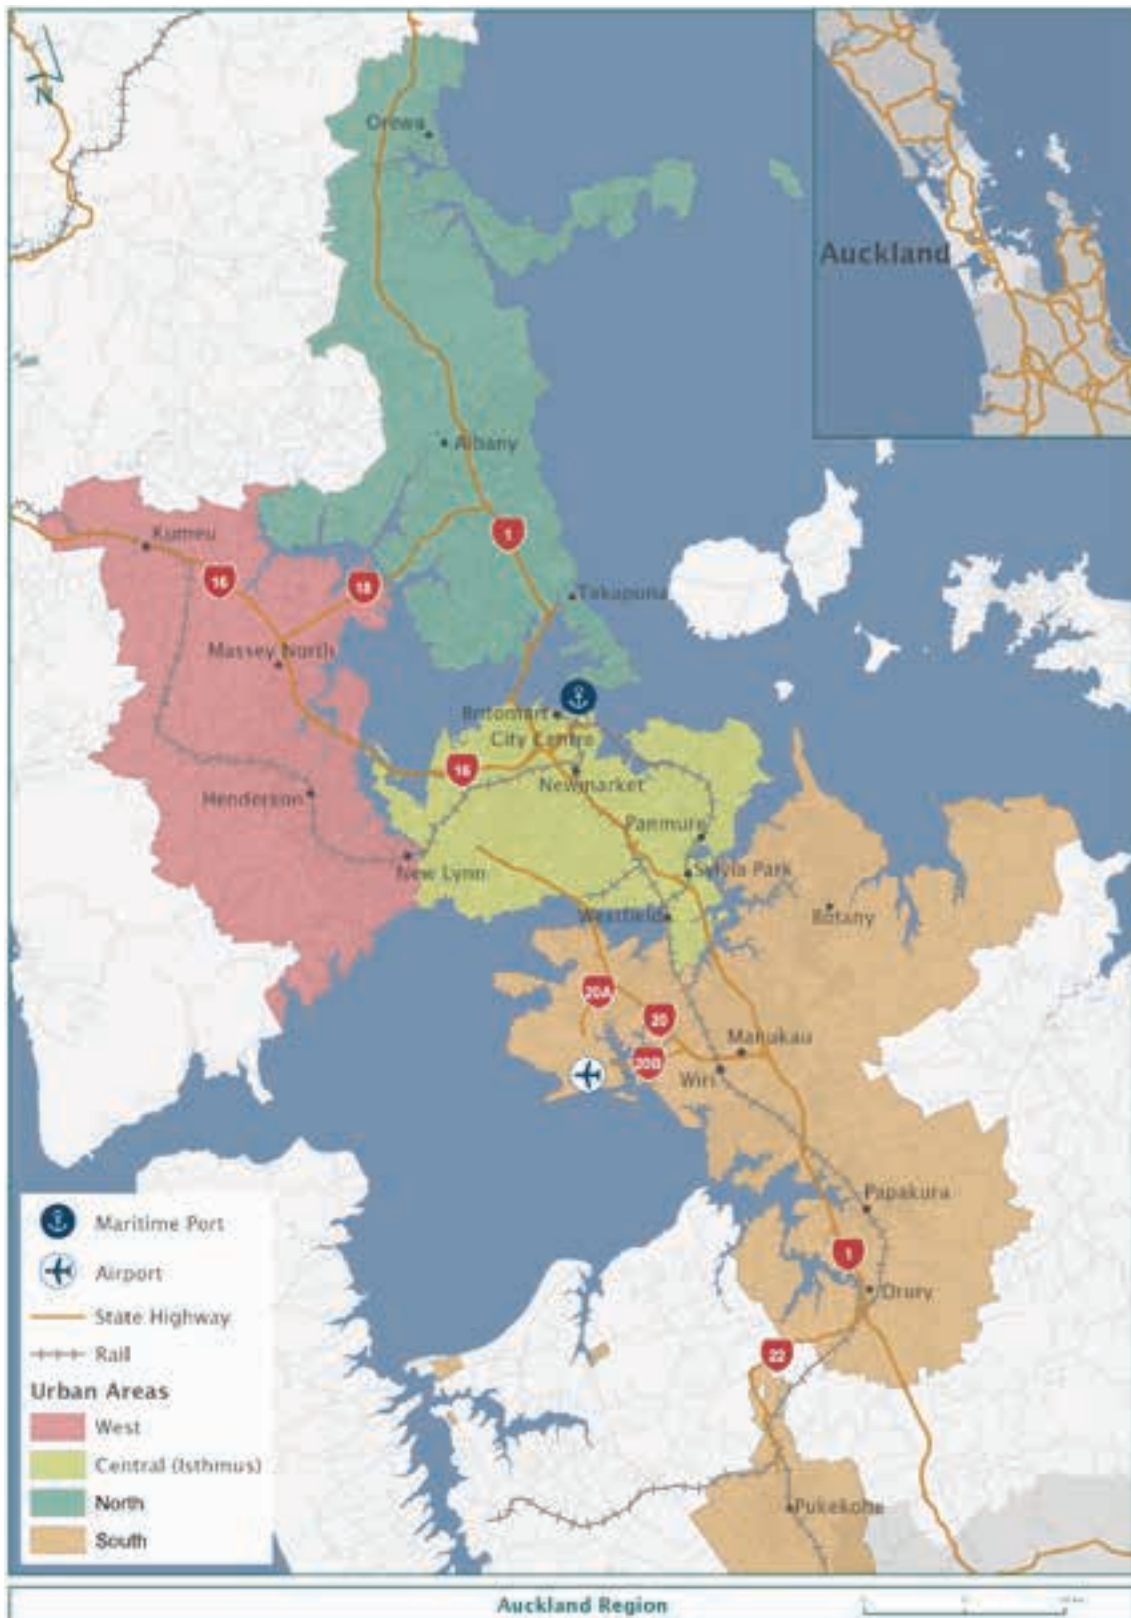 N
Orewa
Auckland
Albany
Kumeu
16
18
1
Takapuna
Massey North
Britomart
City Centre
16
Newmarket
Henderson
Panmure
New Lynn
Sylvia Park
Westfield
Botany
20A
20
Manukau
20B
Wiri
Papakura
1
Drury
22
Pukekohe
Maritime Port
Airport
State Highway
Rail
Urban Areas
West
Central (Isthmus)
North
South
Auckland Region